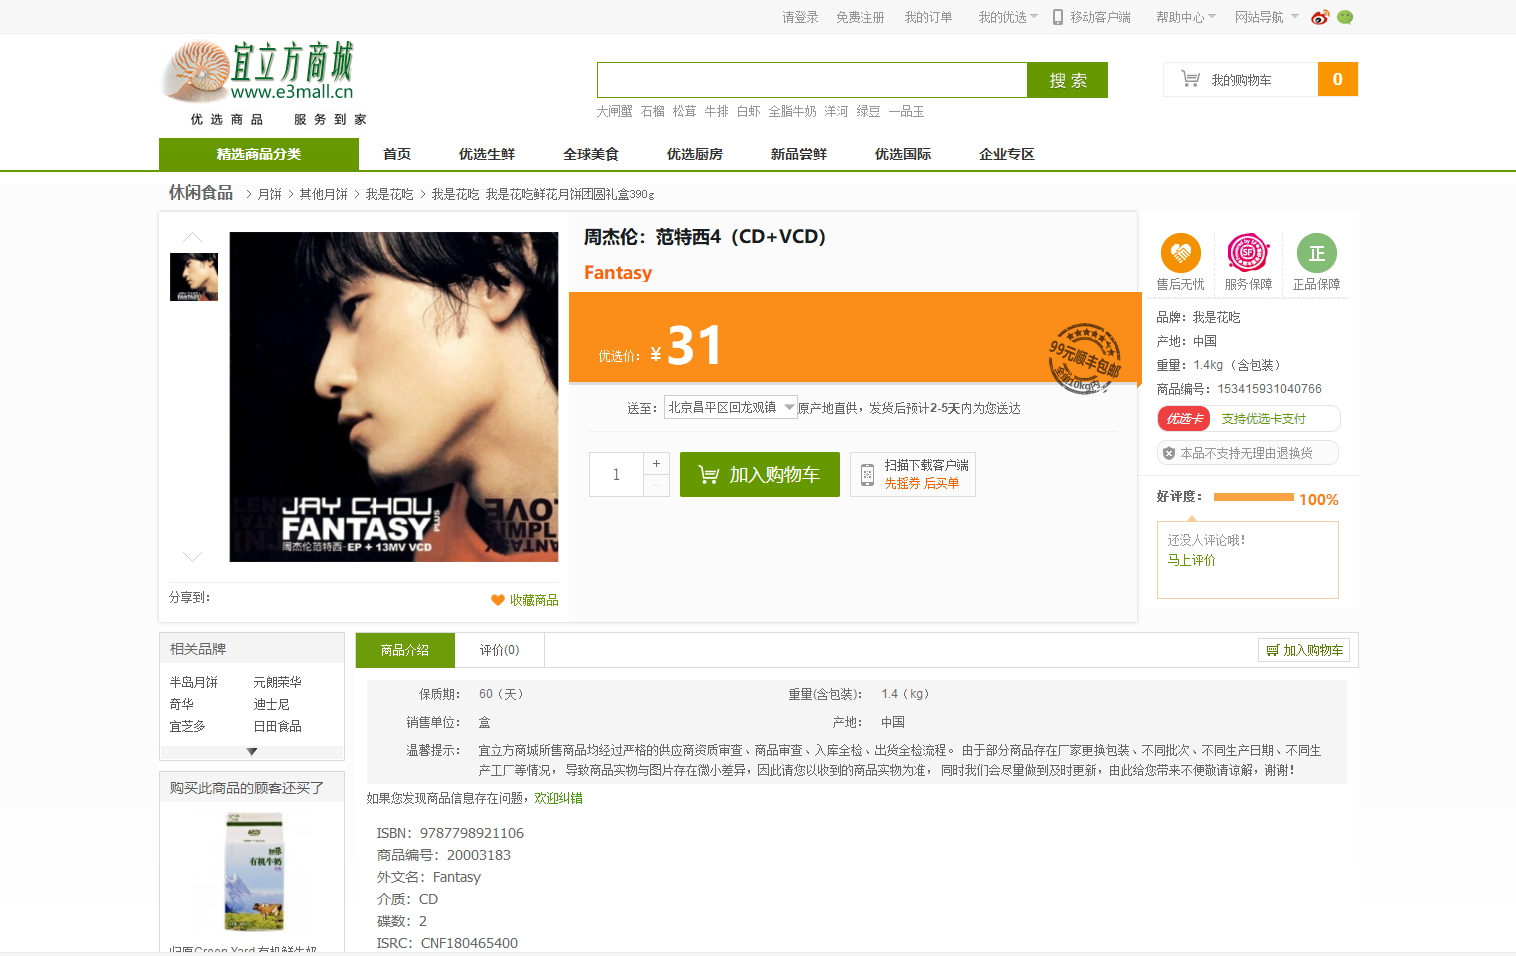 请登录 免费注册 我的订单 我的优选 移动客户端 帮助中心 网站导航
宜立方商城
www.e3mall.cn
优选商品 服务到家
搜 索
大闸蟹 石榴 松茸 牛排 白虾 全脂牛奶 洋河 绿豆 一品玉
我的购物车 0
精选商品分类 首页 优选生鲜 全球美食 优选厨房 新品尝鲜 优选国际 企业专区
休闲食品 > 月饼 > 其他月饼 > 我是花吃 > 我是花吃 我是花吃鲜花月饼团圆礼盒390g
JAY CHOU
FANTASY PLUS
周杰伦范特西-EP + 13MV VCD
分享到：
收藏商品
周杰伦：范特西4（CD+VCD）
Fantasy
优选价： ¥ 31
99元顺丰包邮
全单10kg内
送至： 北京昌平区回龙观镇 原产地直供，发货后预计2-5天内为您送达
1 + 加入购物车
扫描下载客户端
先摇券 后买单
售后无忧 服务保障 正品保障
SF
正
品牌：我是花吃
产地：中国
重量：1.4kg（含包装）
商品编号：153415931040766
优选卡 支持优选卡支付
本品不支持无理由退换货
好评度： 100%
还没人评论哦！
马上评价
相关品牌
半岛月饼 元朗荣华
奇华 迪士尼
宜芝多 日田食品
购买此商品的顾客还买了
有机牛奶
归原Green Yard 有机鲜牛奶
商品介绍 评价(0) 加入购物车
保质期： 60（天） 重量(含包装)： 1.4（kg）
销售单位： 盒 产地： 中国
温馨提示： 宜立方商城所售商品均经过严格的供应商资质审查、商品审查、入库全检、出货全检流程。 由于部分商品存在厂家更换包装、不同批次、不同生产日期、不同生
产工厂等情况， 导致商品实物与图片存在微小差异，因此请您以收到的商品实物为准， 同时我们会尽量做到及时更新，由此给您带来不便敬请谅解，谢谢！
如果您发现商品信息存在问题，欢迎纠错
ISBN：9787798921106
商品编号：20003183
外文名：Fantasy
介质：CD
碟数：2
ISRC：CNF180465400